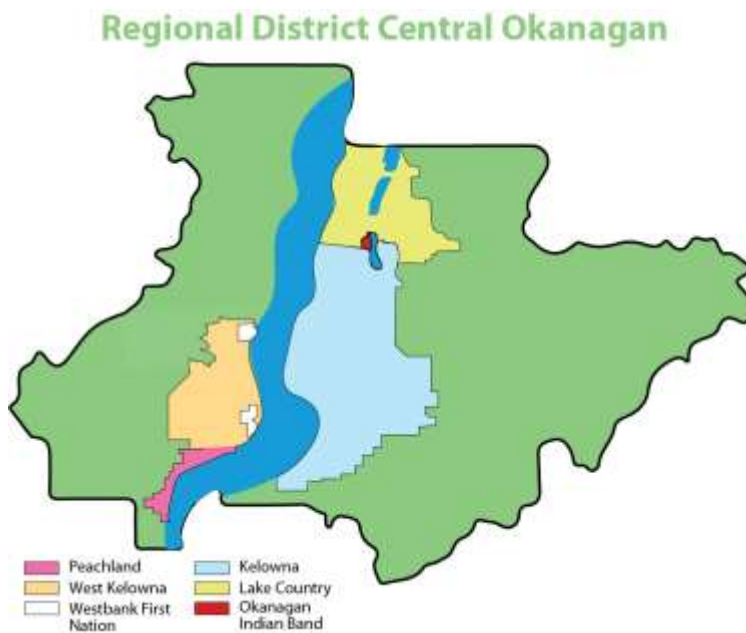 Regional District Central Okanagan
Peachland
West Kelowna
Westbank First
Nation
Kelowna
Lake Country
Okanagan
Indian Band